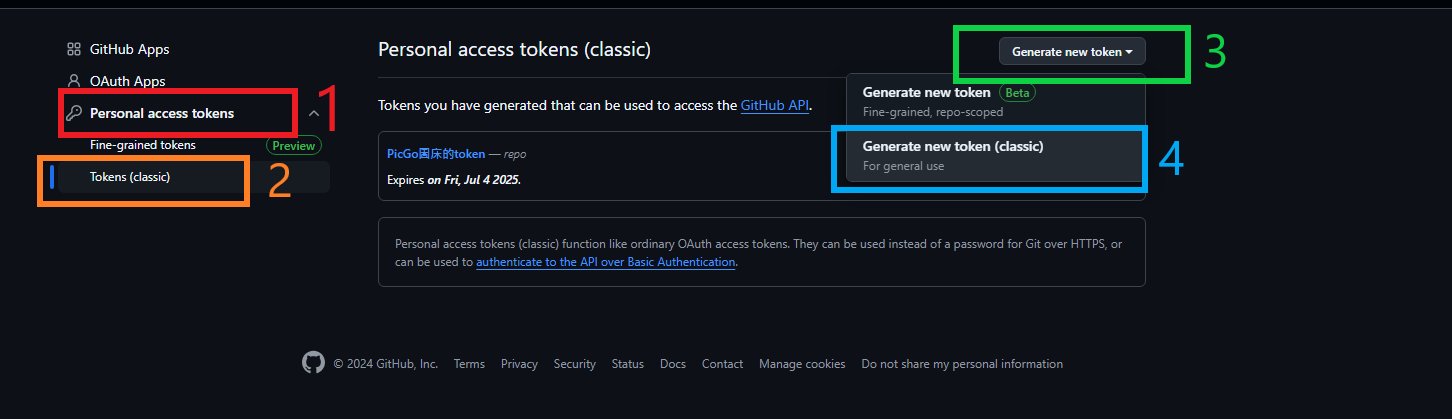 GitHub Apps
OAuth Apps
Personal access tokens
1
Fine-grained tokens
Preview
Tokens (classic)
2
Personal access tokens (classic)
Generate new token
3
Tokens you have generated that can be used to access the GitHub API.
Generate new token Beta
Fine-grained, repo-scoped
Generate new token (classic)
For general use
4
PicGo图床的token — repo
Expires on Fri, Jul 4 2025.
Personal access tokens (classic) function like ordinary OAuth access tokens. They can be used instead of a password for Git over HTTPS, or
can be used to authenticate to the API over Basic Authentication.
© 2024 GitHub, Inc. Terms Privacy Security Status Docs Contact Manage cookies Do not share my personal information